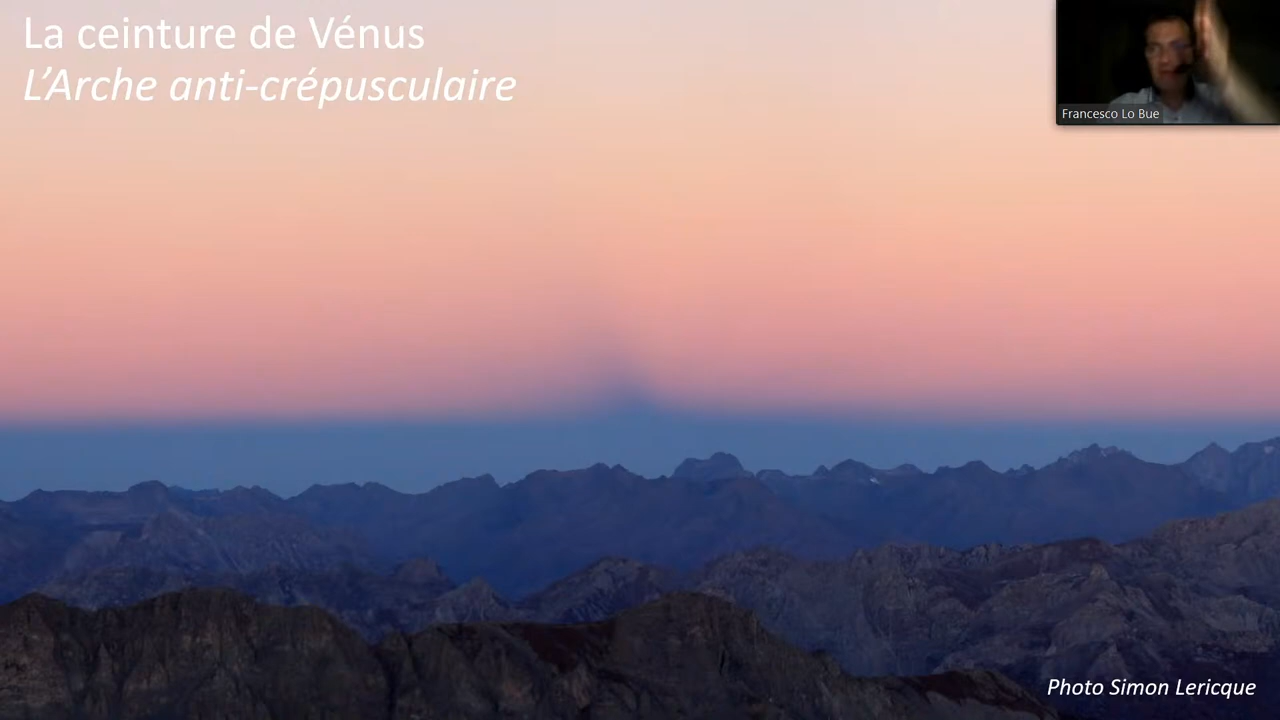 La ceinture de Vénus
L’Arche anti-crépusculaire
Francesco Lo Bue
Photo Simon Lericque